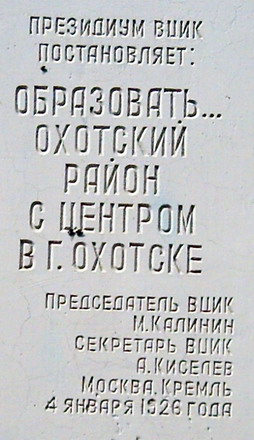 ПРЕЗИДИУМ ВЦИК
ПОСТАНОВЛЯЕТ:
ОБРАЗОВАТЬ...
ОХОТСКИЙ
РАЙОН
С ЦЕНТРОМ
В Г. ОХОТСКЕ
ПРЕДСЕДАТЕЛЬ ВЦИК
М.КАЛИНИН
СЕКРЕТАРЬ ВЦИК
А.КИСЕЛЕВ
МОСКВА.КРЕМЛЬ
4 ЯНВАРЯ 1926 ГОДА